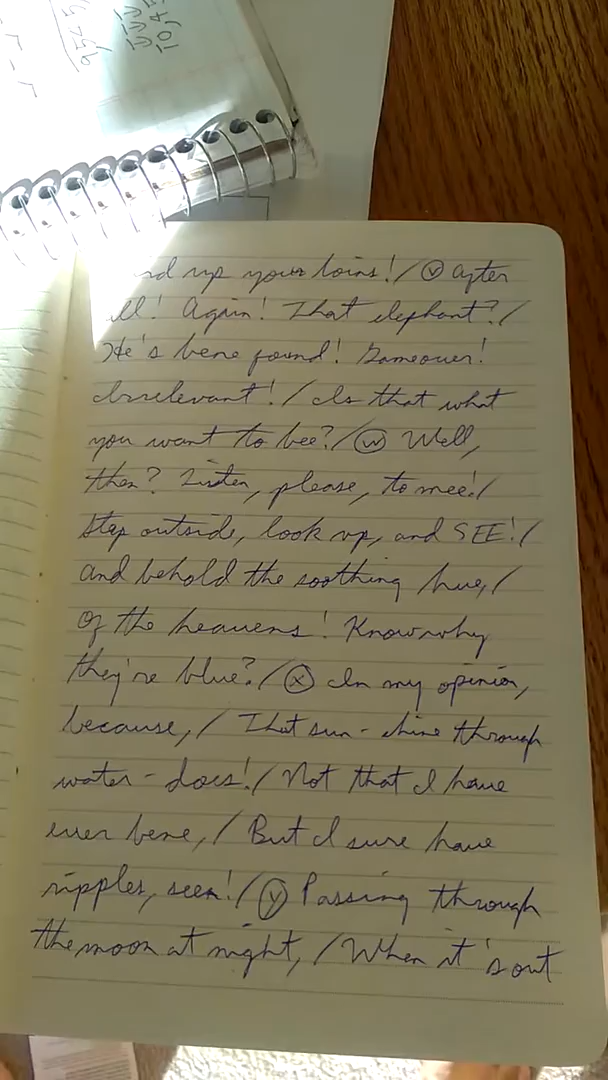 up your loins! / Ⓥ After
all! Again! That elephant? /
He's bene found! Gameover!
Irrelevant! / Is that what
you want to bee? / Ⓦ Well,
then? Listen, please, to mee! /
Step outside, look up, and SEE! /
And behold the soothing hue, /
Of the heavens! Know why
they're blue? / Ⓧ In my opinion,
because, / That sun-shine through
water-does! / Not that I have
ever bene, / But I sure have
ripples, seen! / Ⓨ Passing through
the moon at night, / When it's out